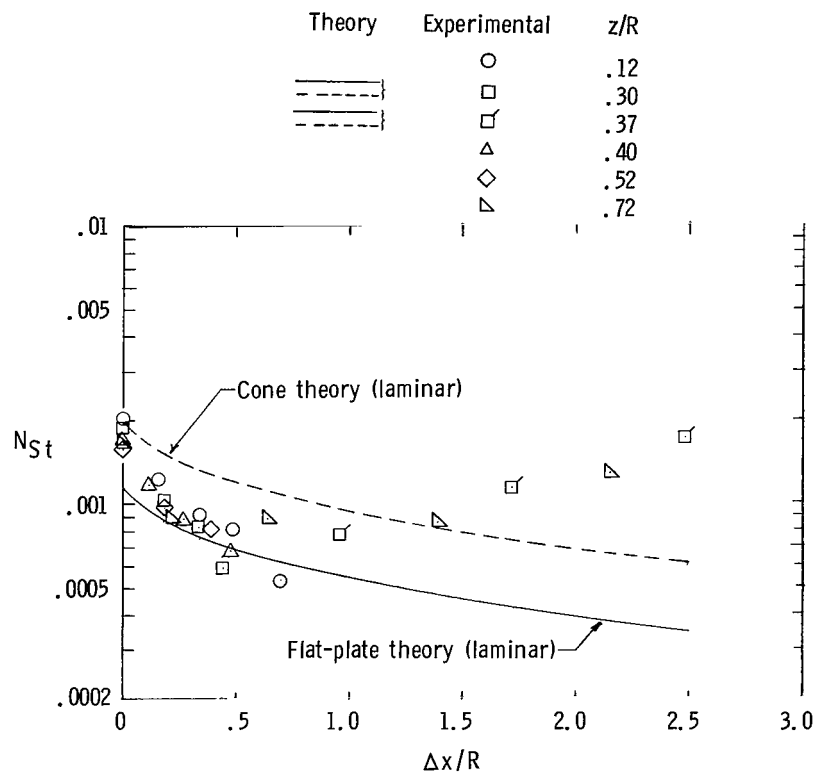 Theory Experimental z/R
.12
.30
.37
.40
.52
.72
.01
.005
Cone theory (laminar)
NSt
.001
.0005
Flat-plate theory (laminar)
.0002
0 .5 1.0 1.5 2.0 2.5 3.0
Δx/R